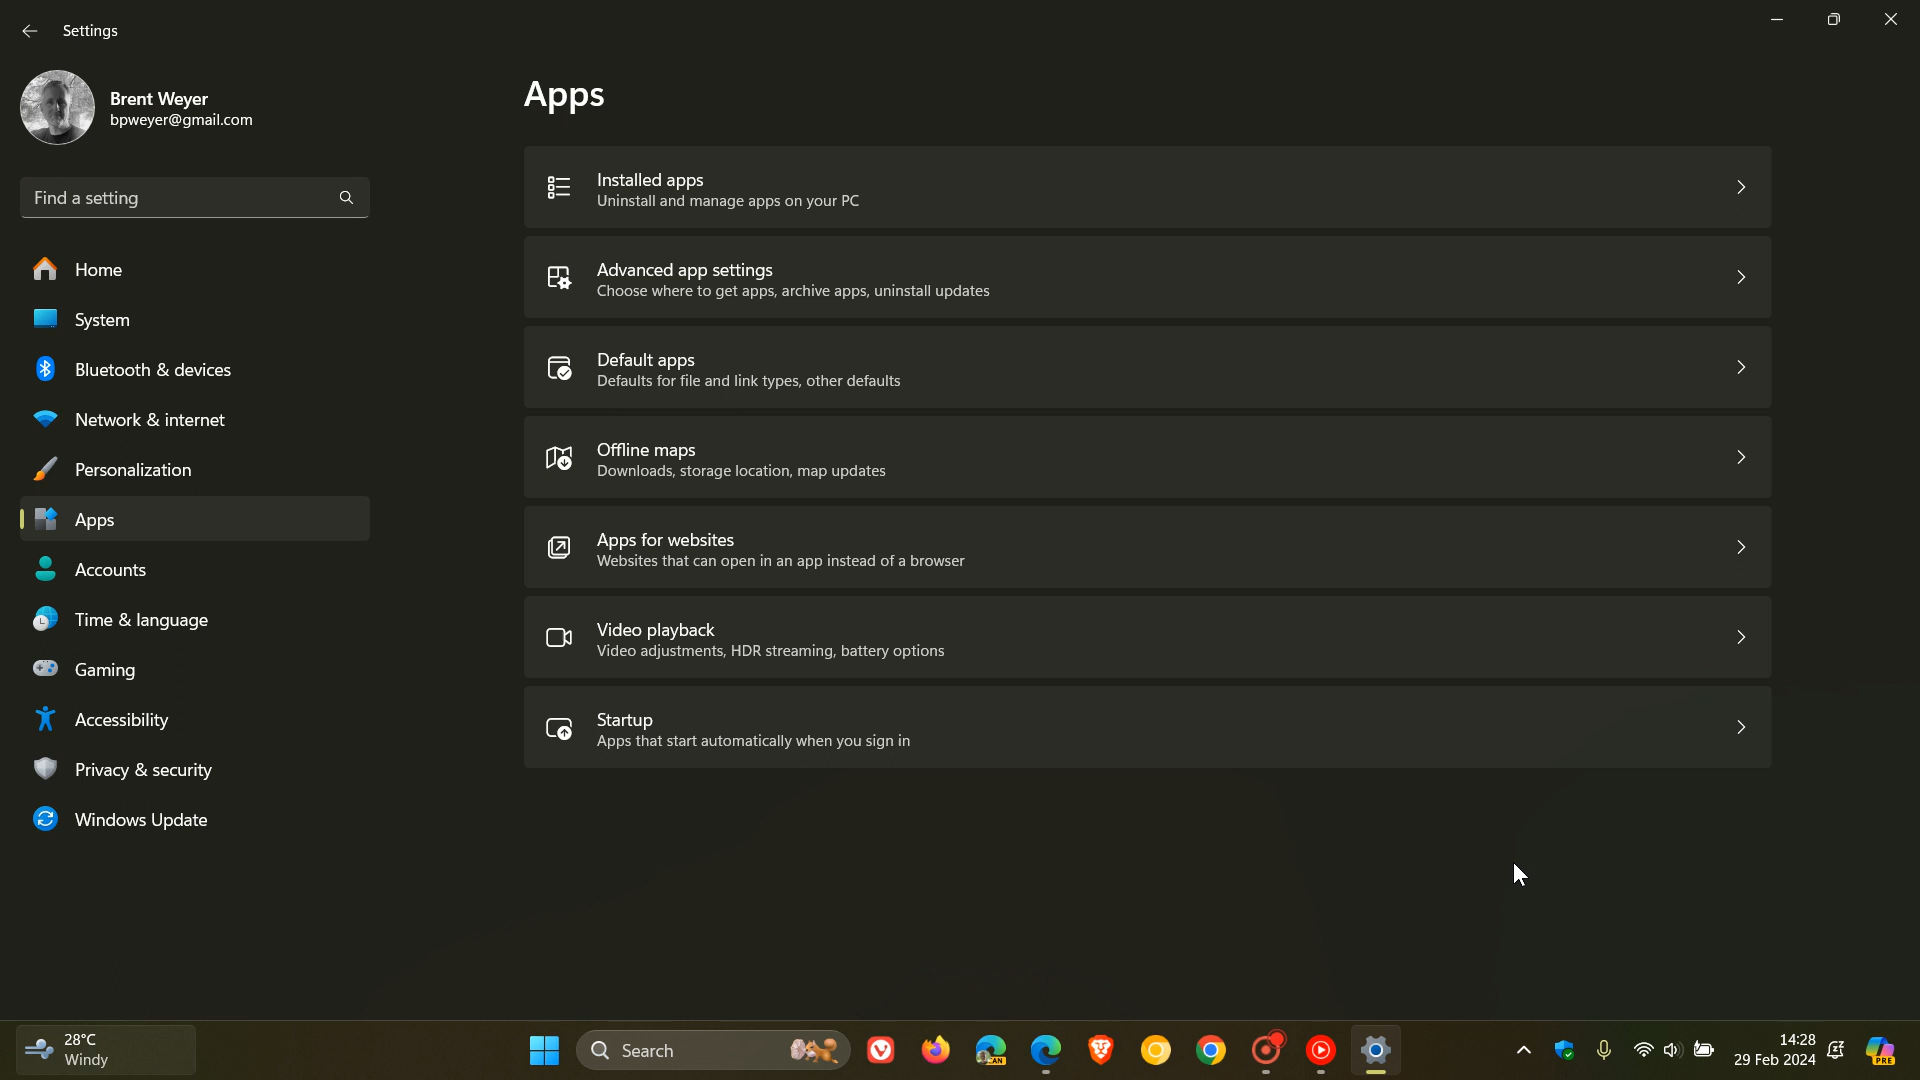 Settings
Brent Weyer
bpweyer@gmail.com
Find a setting
Home
System
Bluetooth & devices
Network & internet
Personalization
Apps
Accounts
Time & language
Gaming
Accessibility
Privacy & security
Windows Update
Apps
Installed apps
Uninstall and manage apps on your PC
Advanced app settings
Choose where to get apps, archive apps, uninstall updates
Default apps
Defaults for file and link types, other defaults
Offline maps
Downloads, storage location, map updates
Apps for websites
Websites that can open in an app instead of a browser
Video playback
Video adjustments, HDR streaming, battery options
Startup
Apps that start automatically when you sign in
28°C
Windy
Search
CAN
14:28
29 Feb 2024
PRE